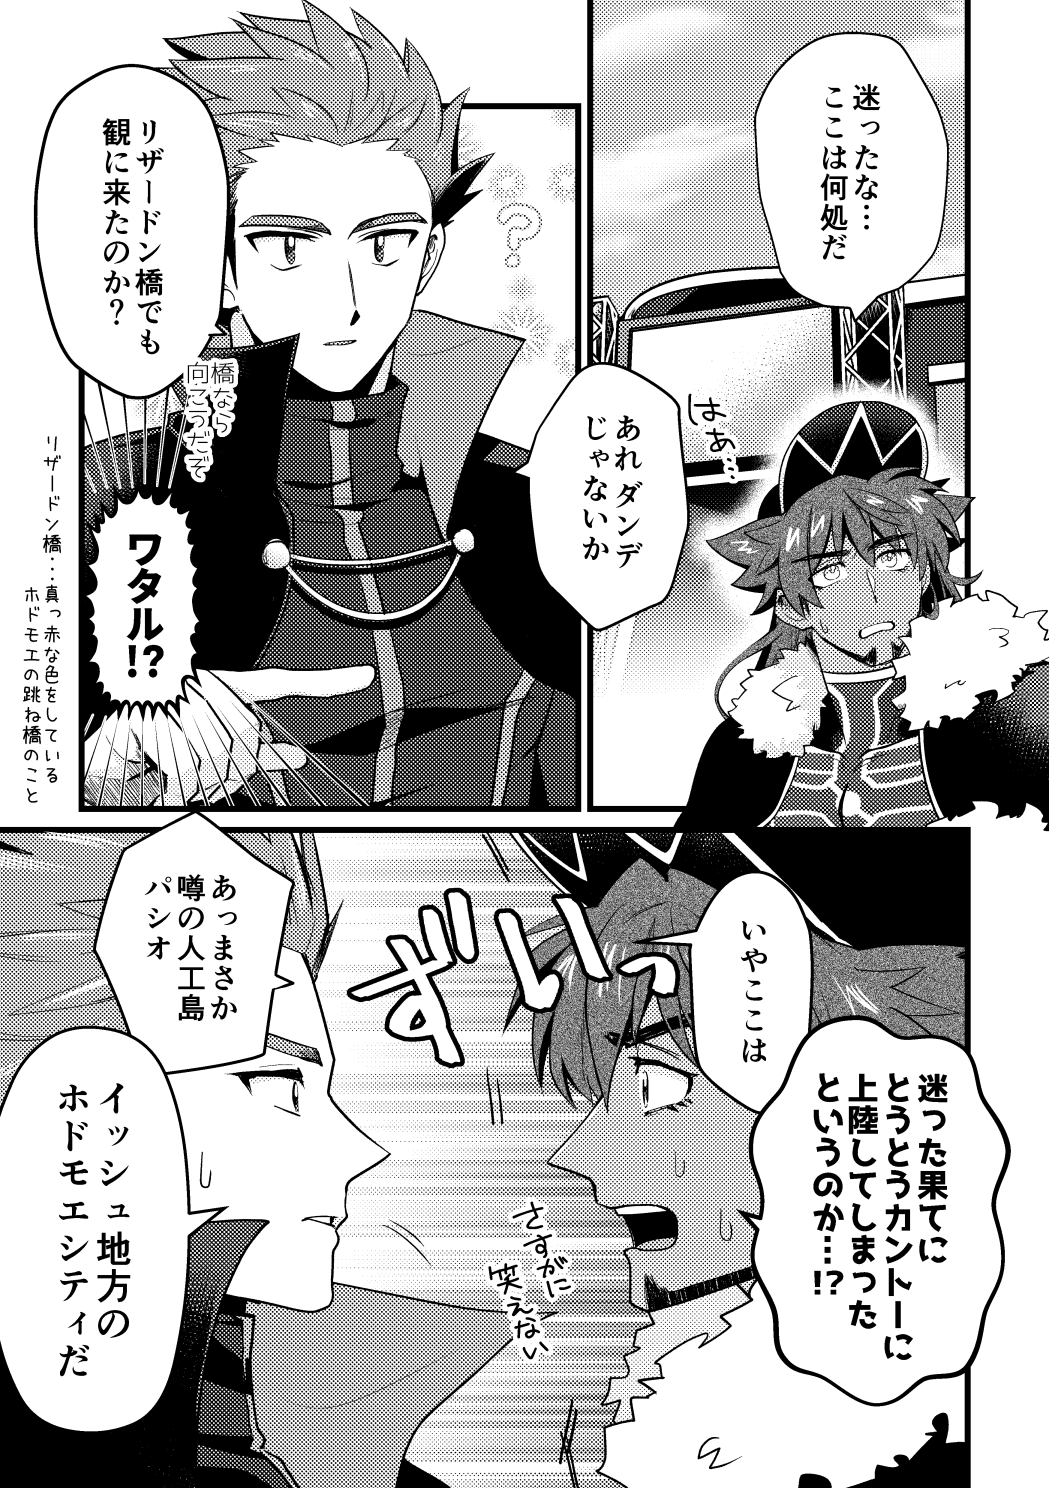 迷ったな…
ここは何処だ
はぁ…
あれダンデ
じゃないか
リザードン橋でも
観に来たのか？
橋なら
向こうだぞ
？
ワタル!?
リザードン橋…真っ赤な色をしている
ホドモエの跳ね橋のこと
迷った果てに
とうとうカントーに
上陸してしまった
というのか…!?
いやここは
ずいっ
さすがに
笑えない
あっまさか
噂の人工島
パシオ
イッシュ地方の
ホドモエシティだ